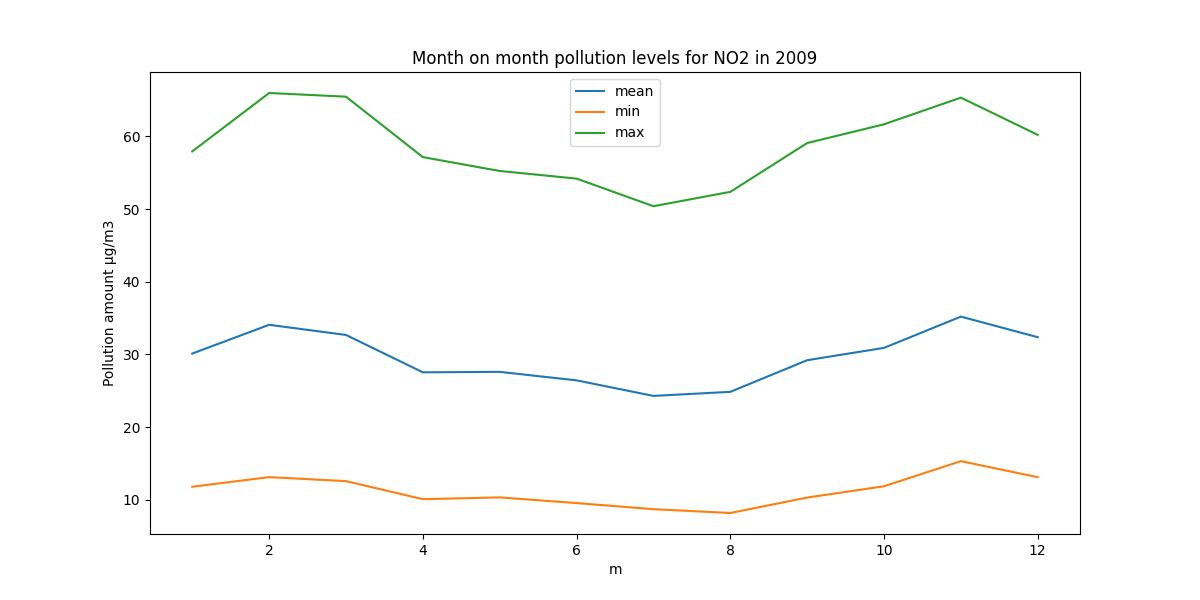 Month on month pollution levels for NO2 in 2009
mean
min
max
Pollution amount µg/m3
60
50
40
30
20
10
2 4 6 8 10 12
m